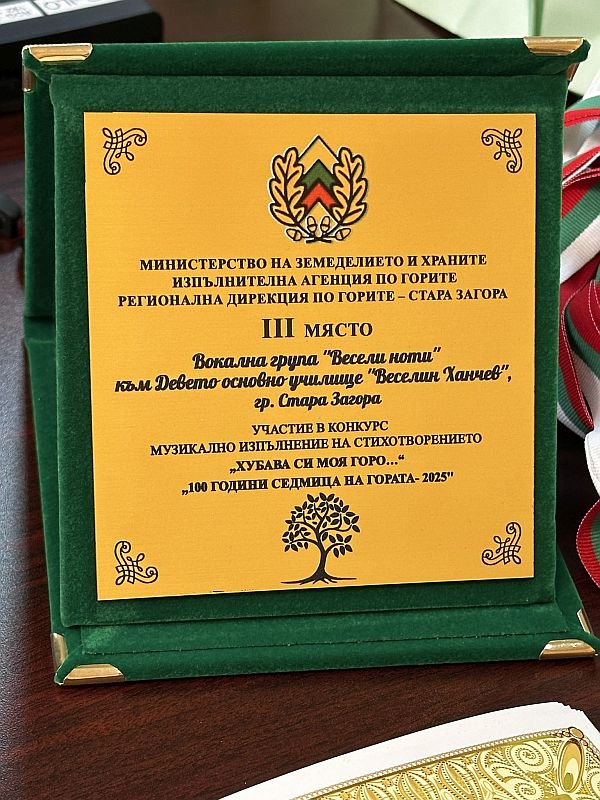 МИНИСТЕРСТВО НА ЗЕМЕДЕЛИЕТО И ХРАНИТЕ
ИЗПЪЛНИТЕЛНА АГЕНЦИЯ ПО ГОРИТЕ
РЕГИОНАЛНА ДИРЕКЦИЯ ПО ГОРИТЕ – СТАРА ЗАГОРА
III МЯСТО
Вокална група "Весели ноти"
към Девето основно училище "Веселин Ханчев",
гр. Стара Загора
УЧАСТИЕ В КОНКУРС
МУЗИКАЛНО ИЗПЪЛНЕНИЕ НА СТИХОТВОРЕНИЕТО
„ХУБАВА СИ МОЯ ГОРО...“
„100 ГОДИНИ СЕДМИЦА НА ГОРАТА- 2025"